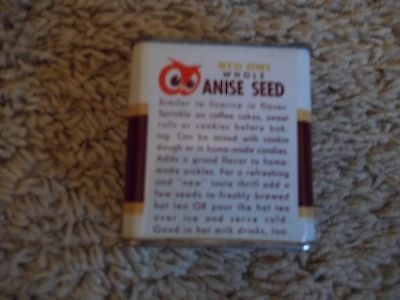 RED OWL
WHOLE
ANISE SEED
Similar to licorice in flavor.
Sprinkle on coffee cakes, sweet
rolls or cookies before bak-
ing. Can be mixed with cookie
dough or in home-made candies.
Adds a grand flavor to home-
made pickles. For a refreshing
and "new" taste thrill add a
few seeds to freshly brewed
hot tea OR pour the hot tea
over ice and serve cold.
Good in hot milk drinks, too.